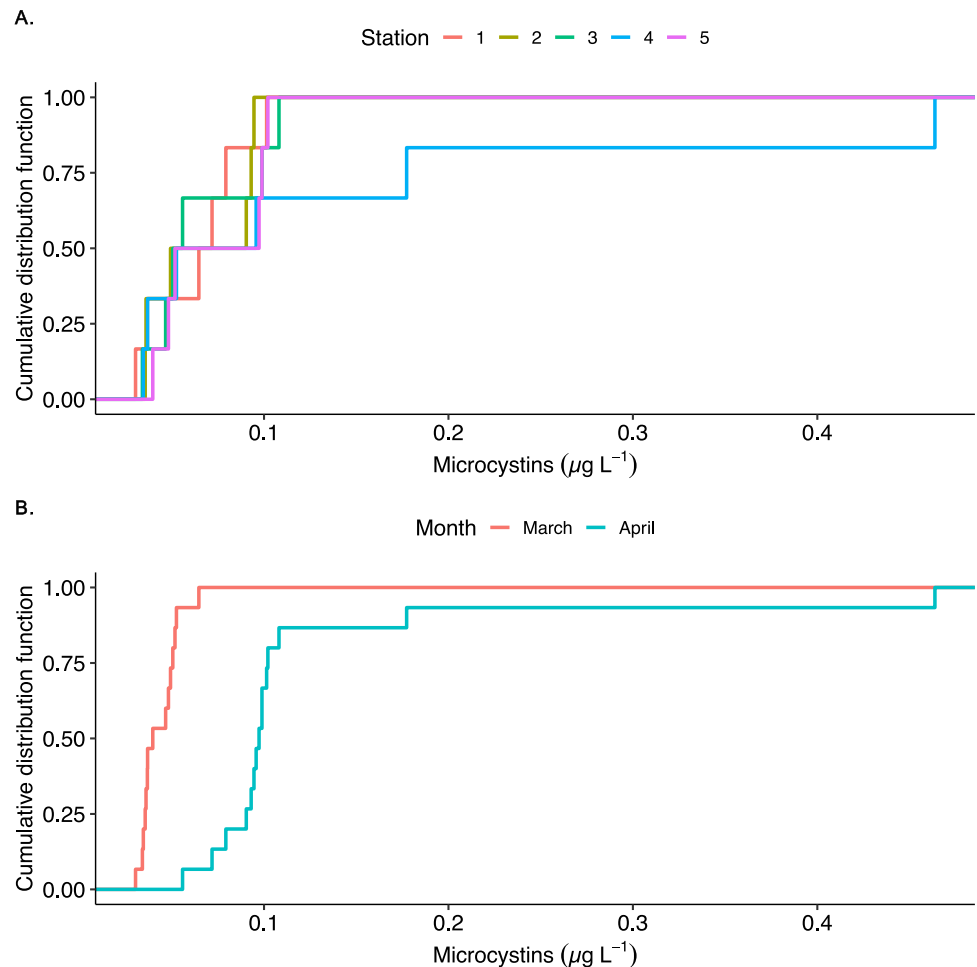 A.
Station 1 2 3 4 5
1.00
0.75
0.50
0.25
0.00
Cumulative distribution function
0.1 0.2 0.3 0.4
Microcystins (µg L⁻¹)
B.
Month March April
1.00
0.75
0.50
0.25
0.00
Cumulative distribution function
0.1 0.2 0.3 0.4
Microcystins (µg L⁻¹)